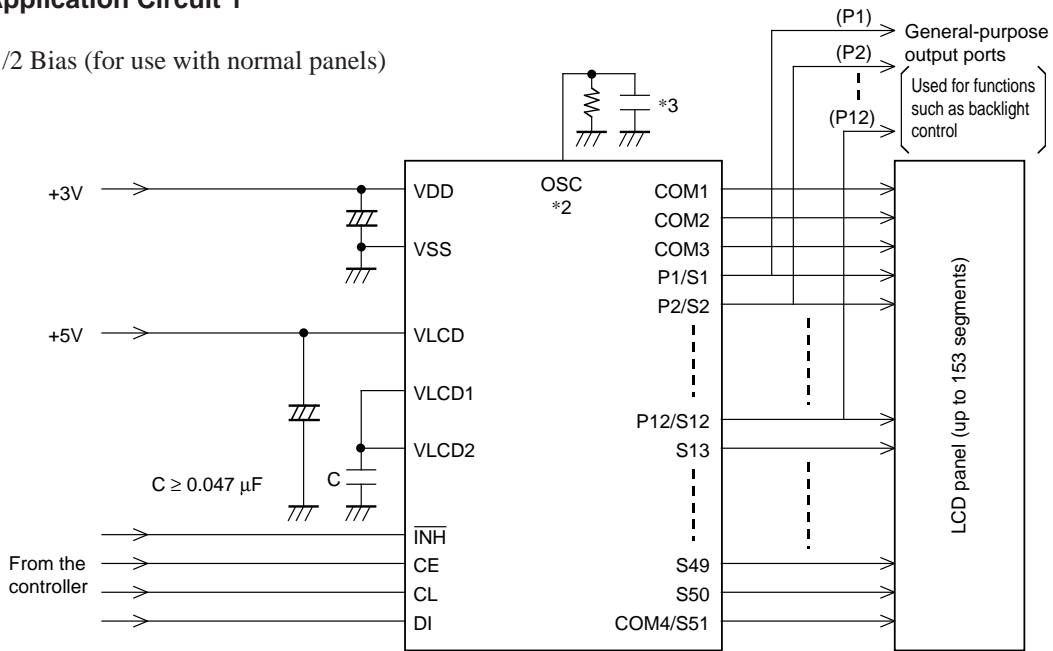 pplication Circuit 1
/2 Bias (for use with normal panels)
(P1)
General-purpose
output ports
(P2)
Used for functions
such as backlight
control
(P12)
*3
+3V
VDD
OSC
*2
COM1
COM2
VSS
COM3
P1/S1
P2/S2
+5V
VLCD
VLCD1
P12/S12
VLCD2
S13
C ≥ 0.047 μF
C
LCD panel (up to 153 segments)
INH
From the
controller
CE
S49
CL
S50
DI
COM4/S51